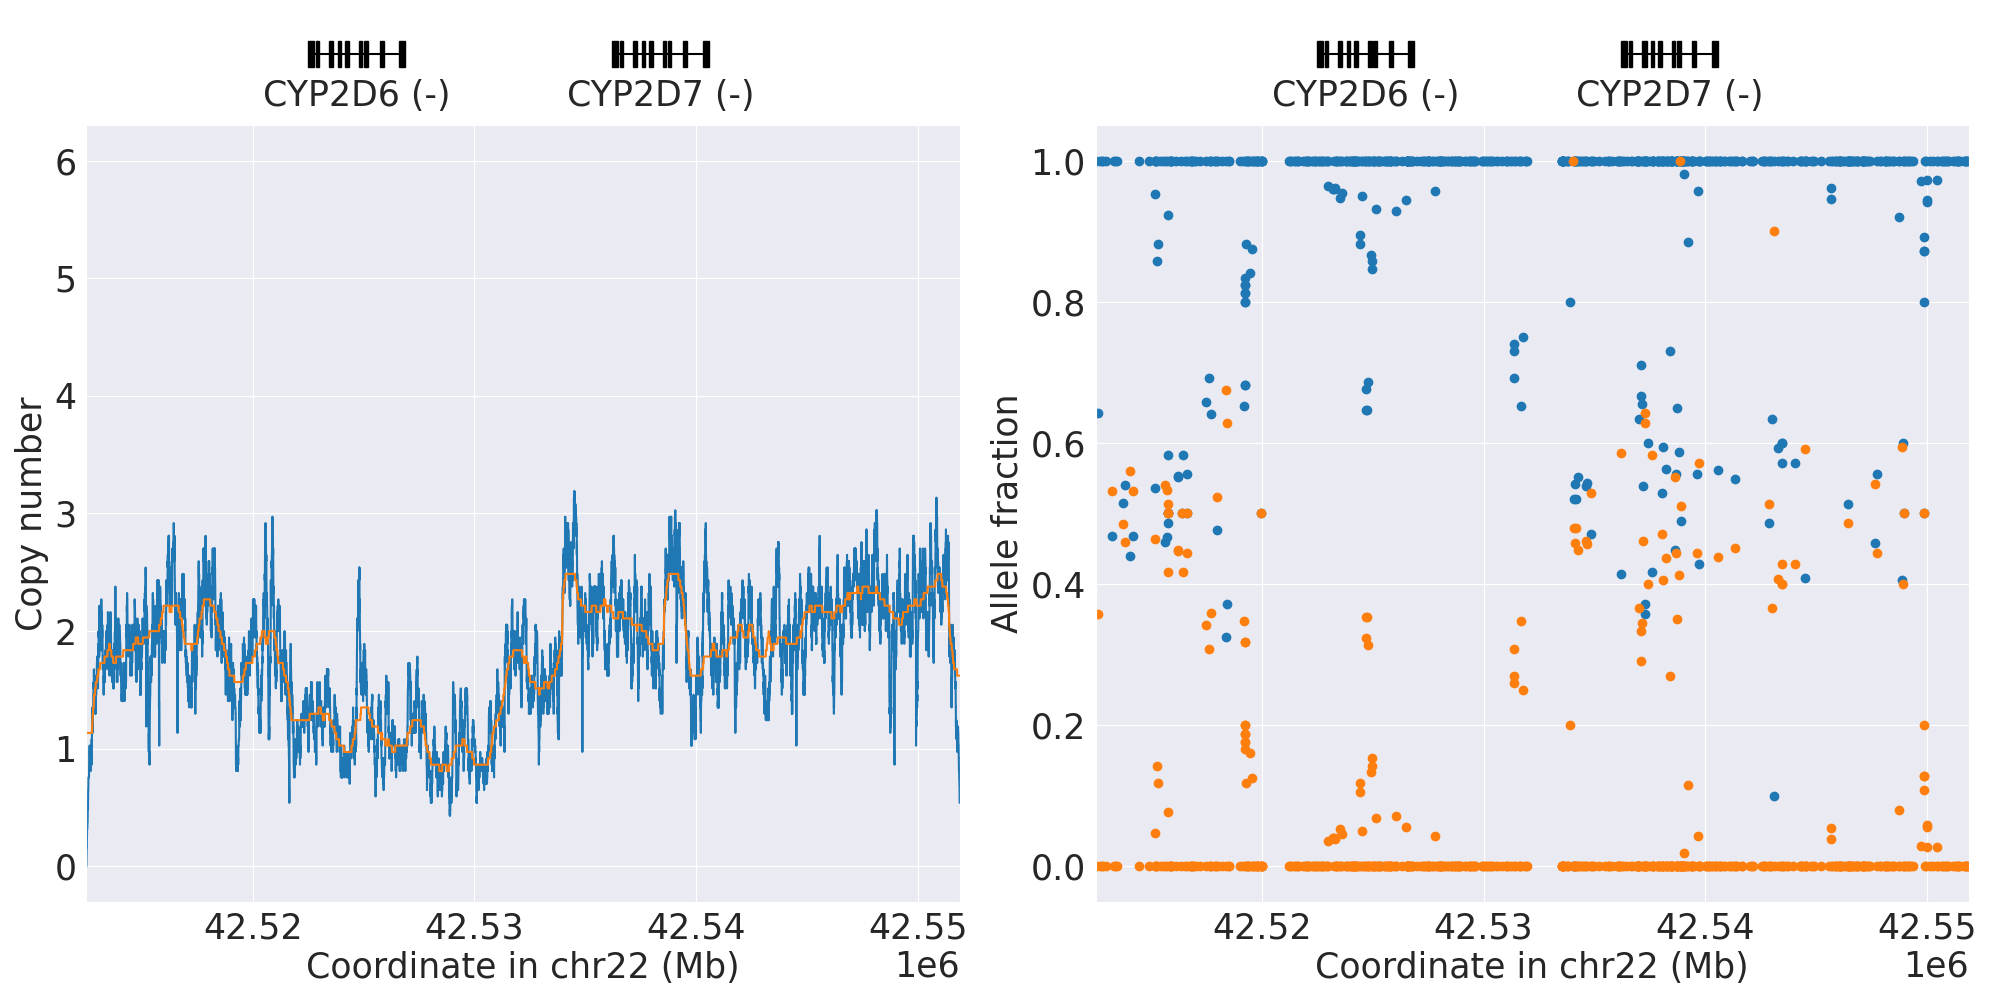 CYP2D6 (-) CYP2D7 (-)
6
5
4
3
2
1
0
Copy number
42.52 42.53 42.54 42.55
Coordinate in chr22 (Mb) 1e6
CYP2D6 (-) CYP2D7 (-)
1.0
0.8
0.6
0.4
0.2
0.0
Allele fraction
42.52 42.53 42.54 42.55
Coordinate in chr22 (Mb) 1e6